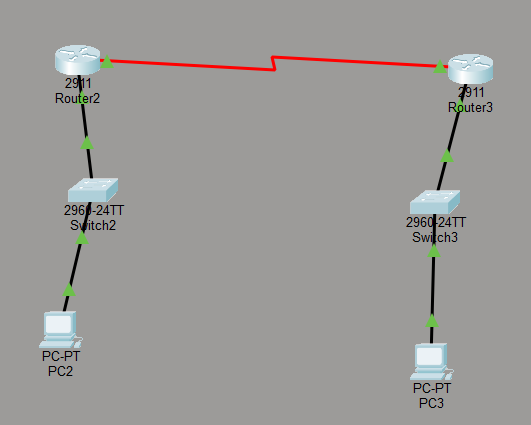 2911
Router2
2911
Router3
2960-24TT
Switch2
2960-24TT
Switch3
PC-PT
PC2
PC-PT
PC3